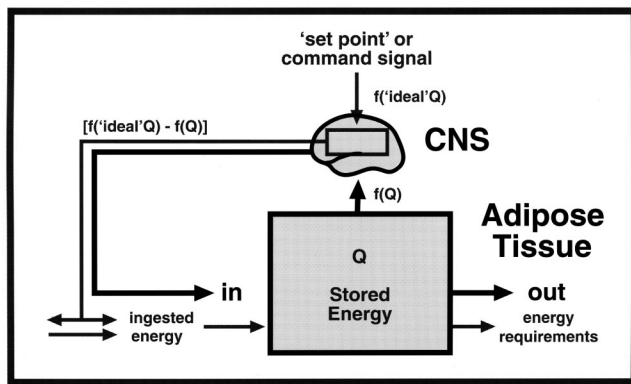 ‘set point’ or
command signal
f(‘ideal’Q)
[f(‘ideal’Q) - f(Q)]
CNS
f(Q)
Adipose
Tissue
Q
Stored
Energy
in
out
ingested
energy
energy
requirements